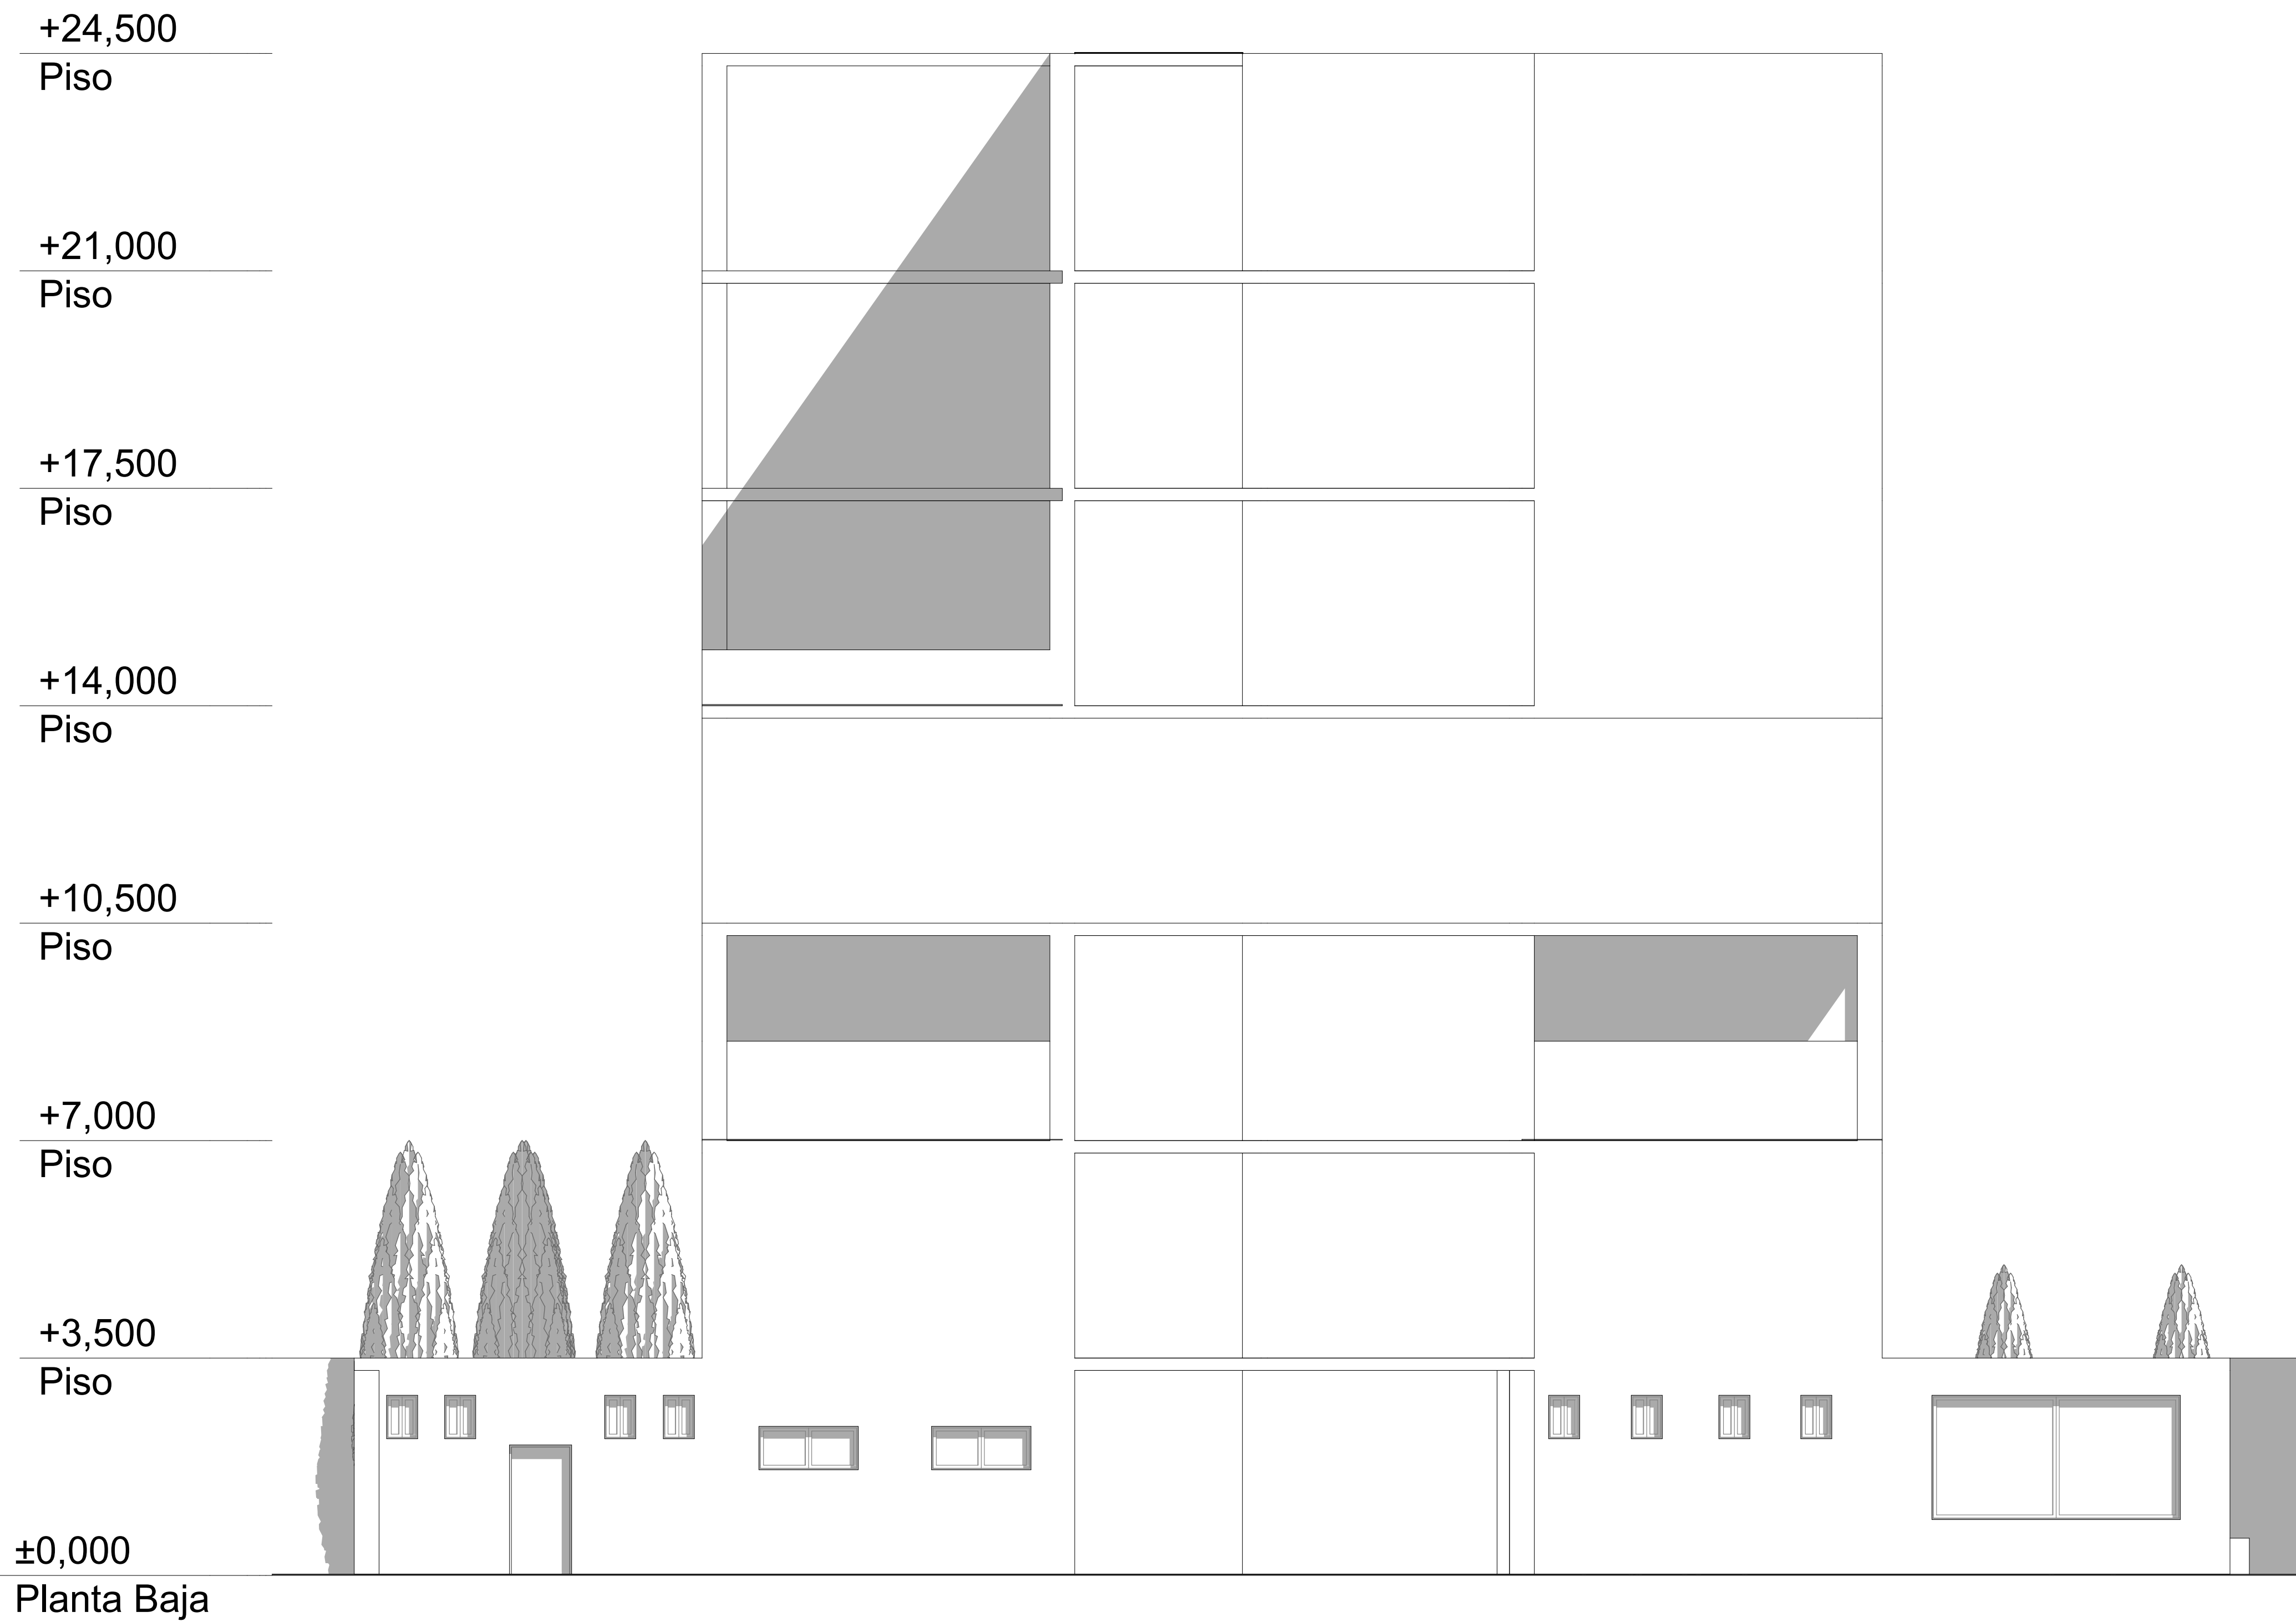 +24,500
Piso
+21,000
Piso
+17,500
Piso
+14,000
Piso
+10,500
Piso
+7,000
Piso
+3,500
Piso
±0,000
Planta Baja